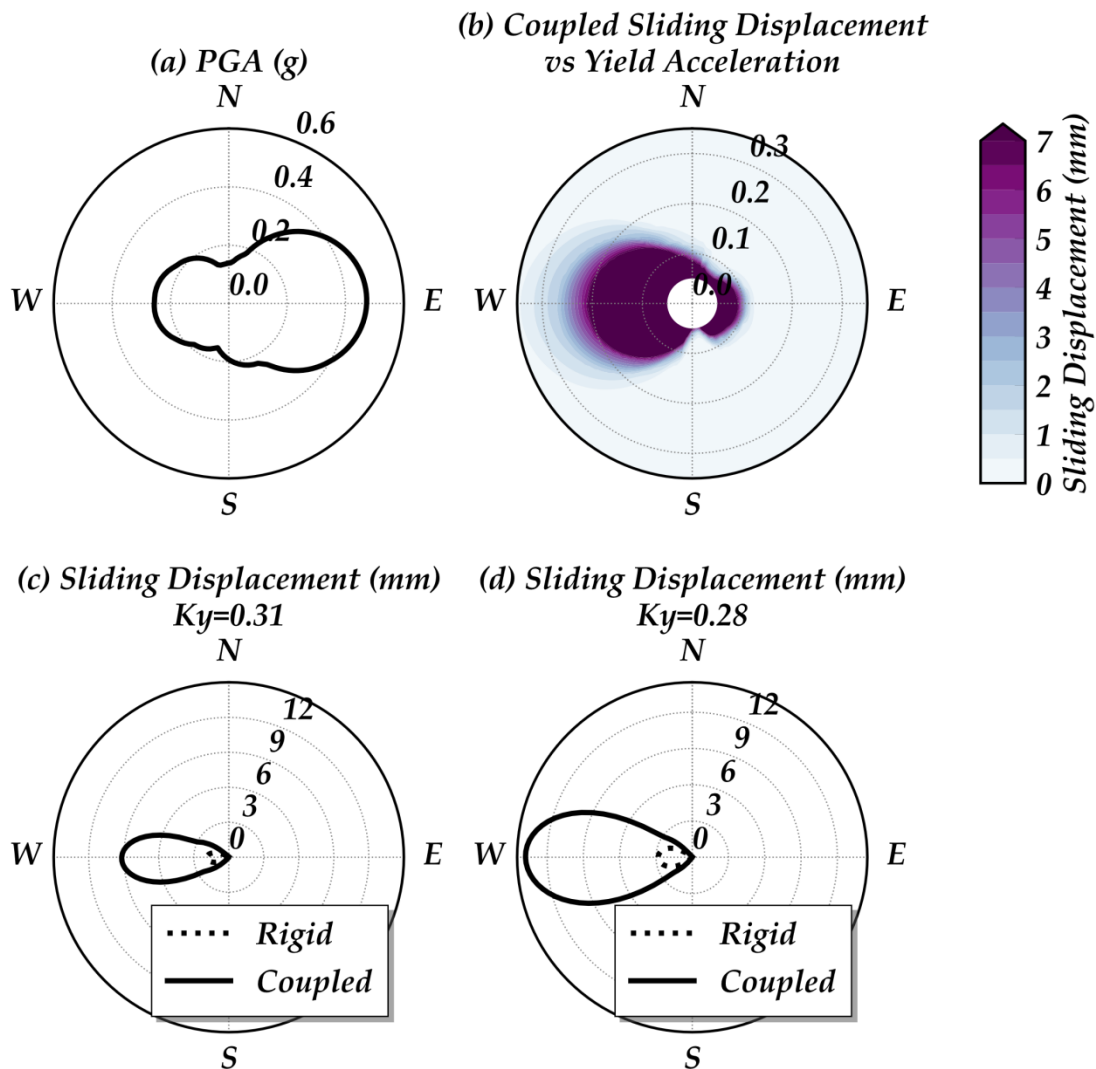 (a) PGA (g)
N
0.6
0.4
0.2
0.0
W
E
S
(b) Coupled Sliding Displacement
vs Yield Acceleration
N
0.3
0.2
0.1
0.0
W
E
S
7
6
5
4
3
2
1
0
Sliding Displacement (mm)
(c) Sliding Displacement (mm)
Ky=0.31
N
12
9
6
3
0
W
E
Rigid
Coupled
S
(d) Sliding Displacement (mm)
Ky=0.28
N
12
9
6
3
0
W
E
Rigid
Coupled
S